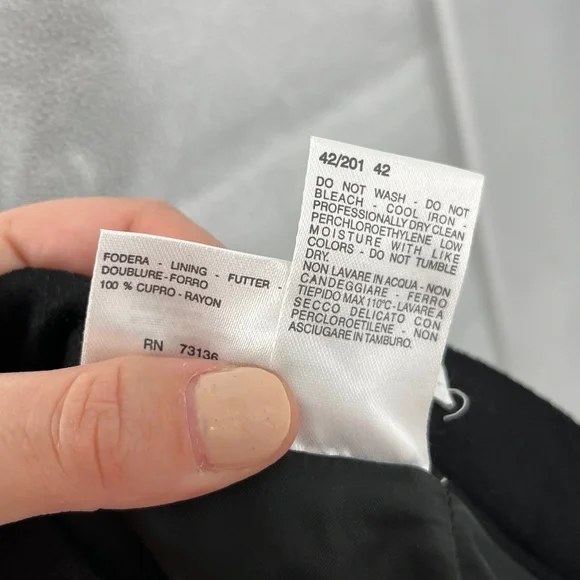 FODERA - LINING - FUTTER -
DOUBLURE-FORRO
100 % CUPRO - RAYON
RN 73136
42/201 42
DO NOT WASH - DO NOT
BLEACH - COOL IRON -
PROFESSIONALLY DRY CLEAN
PERCHLOROETHYLENE LOW
MOISTURE WITH LIKE
COLORS - DO NOT TUMBLE
DRY.
NON LAVARE IN ACQUA - NON
CANDEGGIARE - FERRO
TIEPIDO MAX 110°C - LAVARE A
SECCO DELICATO CON
PERCLOROETILENE - NON
ASCIUGARE IN TAMBURO.